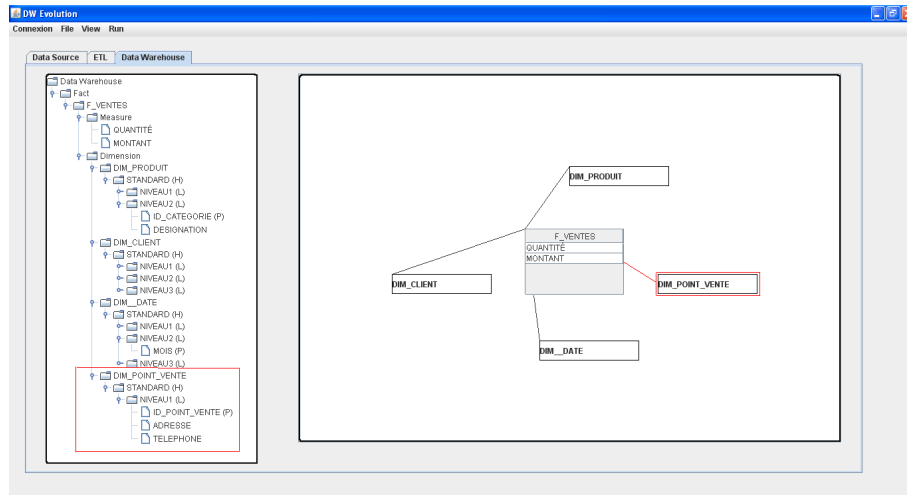 DW Evolution
Connexion File View Run
Data Source ETL Data Warehouse
Data Warehouse
Fact
F_VENTES
Measure
QUANTITÉ
MONTANT
Dimension
DIM_PRODUIT
STANDARD (H)
NIVEAU1 (L)
NIVEAU2 (L)
ID_CATEGORIE (P)
DESIGNATION
DIM_CLIENT
STANDARD (H)
NIVEAU1 (L)
NIVEAU2 (L)
NIVEAU3 (L)
DIM__DATE
STANDARD (H)
NIVEAU1 (L)
NIVEAU2 (L)
MOIS (P)
NIVEAU3 (L)
DIM_POINT_VENTE
STANDARD (H)
NIVEAU1 (L)
ID_POINT_VENTE (P)
ADRESSE
TELEPHONE
DIM_PRODUIT
F_VENTES
QUANTITÉ
MONTANT
DIM_CLIENT
DIM_POINT_VENTE
DIM__DATE